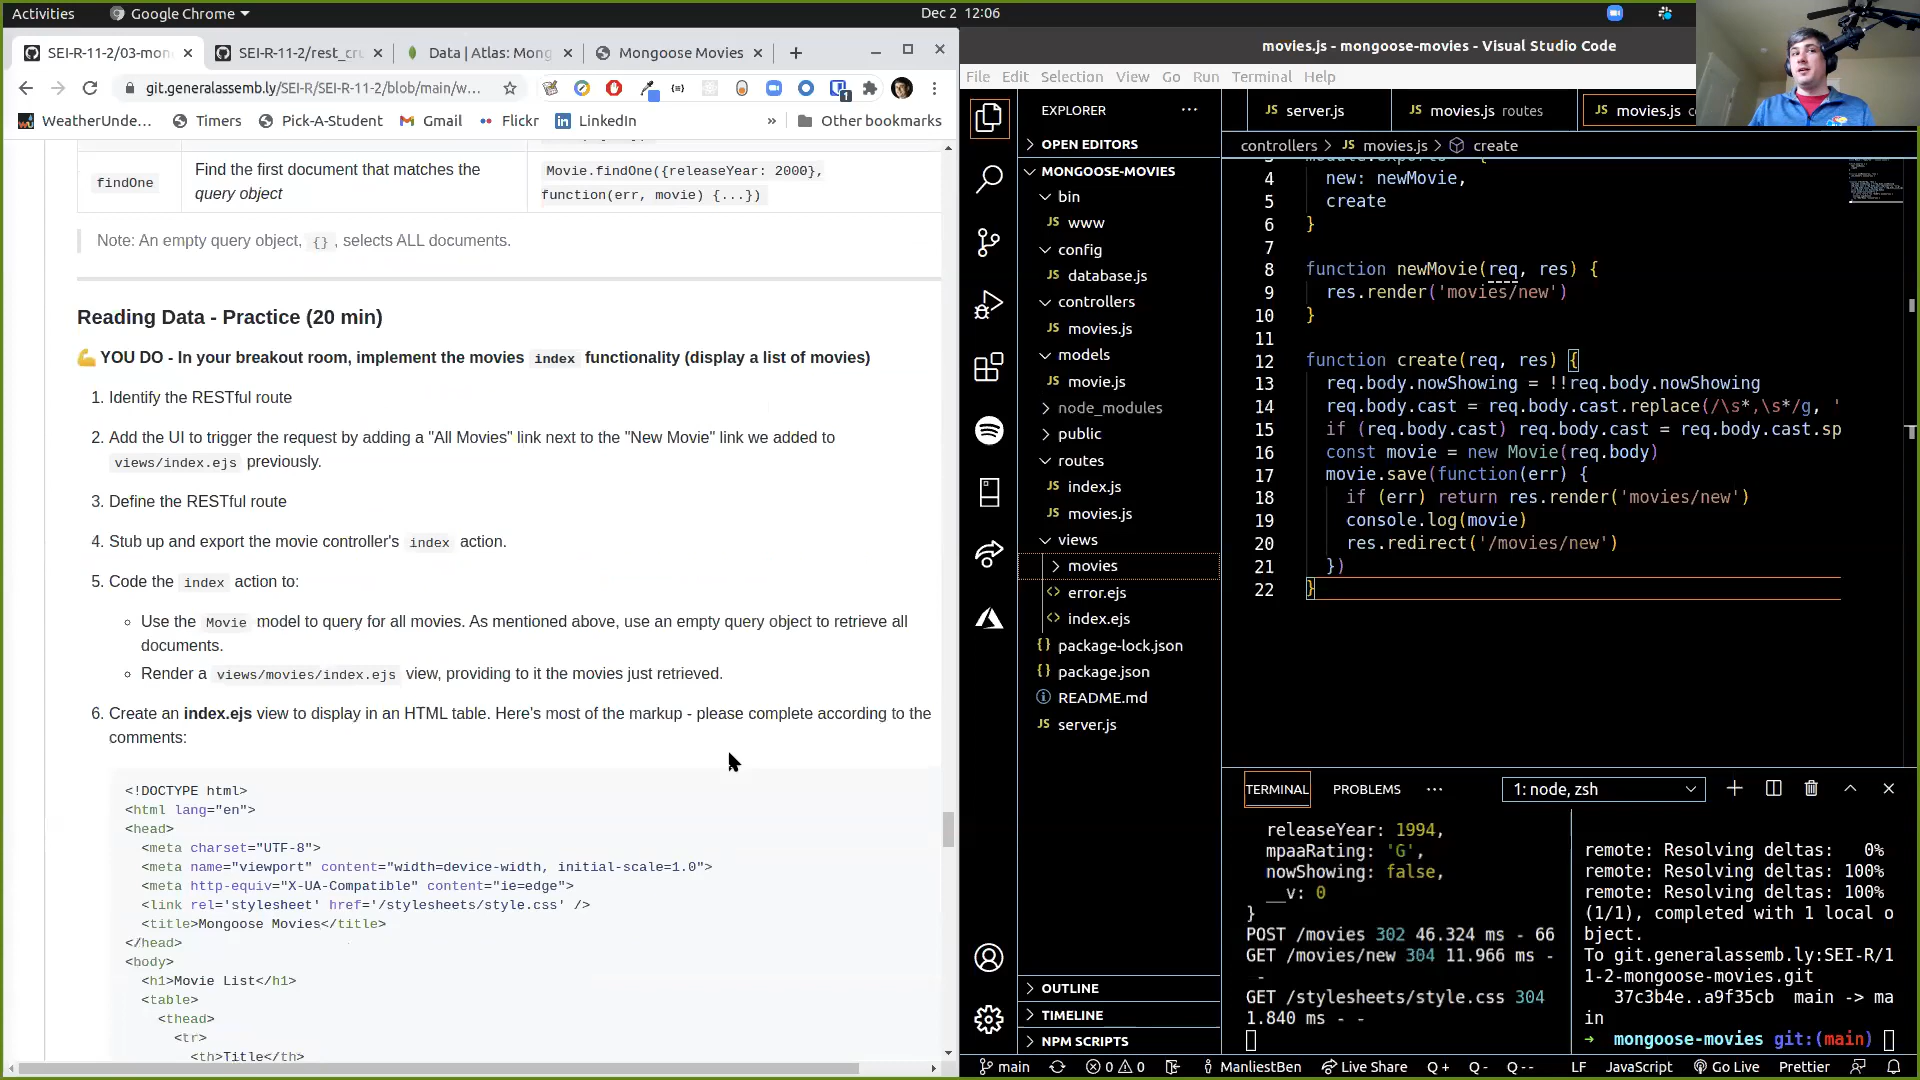 Activities
Google Chrome
Dec 2 12:06
SEI-R-11-2/03-mon
SEI-R-11-2/rest_cru
Data | Atlas: Mong
Mongoose Movies
git.generalassemb.ly/SEI-R/SEI-R-11-2/blob/main/w...
WeatherUnde...
Timers
Pick-A-Student
Gmail
Flickr
LinkedIn
»
Other bookmarks
findOne
Find the first document that matches the
query object
Movie.findOne({releaseYear: 2000},
function(err, movie) {...})
Note: An empty query object, {} , selects ALL documents.
Reading Data - Practice (20 min)
💪 YOU DO - In your breakout room, implement the movies index functionality (display a list of movies)
1. Identify the RESTful route
2. Add the UI to trigger the request by adding a "All Movies" link next to the "New Movie" link we added to
views/index.ejs previously.
3. Define the RESTful route
4. Stub up and export the movie controller's index action.
5. Code the index action to:
Use the Movie model to query for all movies. As mentioned above, use an empty query object to retrieve all
documents.
Render a views/movies/index.ejs view, providing to it the movies just retrieved.
6. Create an index.ejs view to display in an HTML table. Here's most of the markup - please complete according to the
comments:
<!DOCTYPE html>
<html lang="en">
<head>
<meta charset="UTF-8">
<meta name="viewport" content="width=device-width, initial-scale=1.0">
<meta http-equiv="X-UA-Compatible" content="ie=edge">
<link rel='stylesheet' href='/stylesheets/style.css' />
<title>Mongoose Movies</title>
</head>
<body>
<h1>Movie List</h1>
<table>
<thead>
<tr>
<th>Title</th>
movies.js - mongoose-movies - Visual Studio Code
File Edit Selection View Go Run Terminal Help
EXPLORER
OPEN EDITORS
MONGOOSE-MOVIES
bin
JS www
config
JS database.js
controllers
JS movies.js
models
JS movie.js
node_modules
public
routes
JS index.js
JS movies.js
views
movies
<> error.ejs
<> index.ejs
{} package-lock.json
{} package.json
README.md
JS server.js
OUTLINE
TIMELINE
NPM SCRIPTS
JS server.js
JS movies.js routes
JS movies.js
controllers > JS movies.js > create
4 new: newMovie,
5 create
6 }
7
8 function newMovie(req, res) {
9 res.render('movies/new')
10 }
11
12 function create(req, res) {
13 req.body.nowShowing = !!req.body.nowShowing
14 req.body.cast = req.body.cast.replace(/\s*,\s*/g, '
15 if (req.body.cast) req.body.cast = req.body.cast.sp
16 const movie = new Movie(req.body)
17 movie.save(function(err) {
18 if (err) return res.render('movies/new')
19 console.log(movie)
20 res.redirect('/movies/new')
21 })
22 }
TERMINAL PROBLEMS ...
1: node, zsh
releaseYear: 1994,
mpaaRating: 'G',
nowShowing: false,
__v: 0
}
POST /movies 302 46.324 ms - 66
GET /movies/new 304 11.966 ms -
-
GET /stylesheets/style.css 304
1.840 ms - -
remote: Resolving deltas: 0%
remote: Resolving deltas: 100%
remote: Resolving deltas: 100%
(1/1), completed with 1 local o
bject.
To git.generalassemb.ly:SEI-R/1
1-2-mongoose-movies.git
37c3b4e..a9f35cb main -> ma
in
➜ mongoose-movies git:(main)
main
0 0
ManliestBen
Live Share
Q +
Q -
Q --
LF
JavaScript
Go Live
Prettier